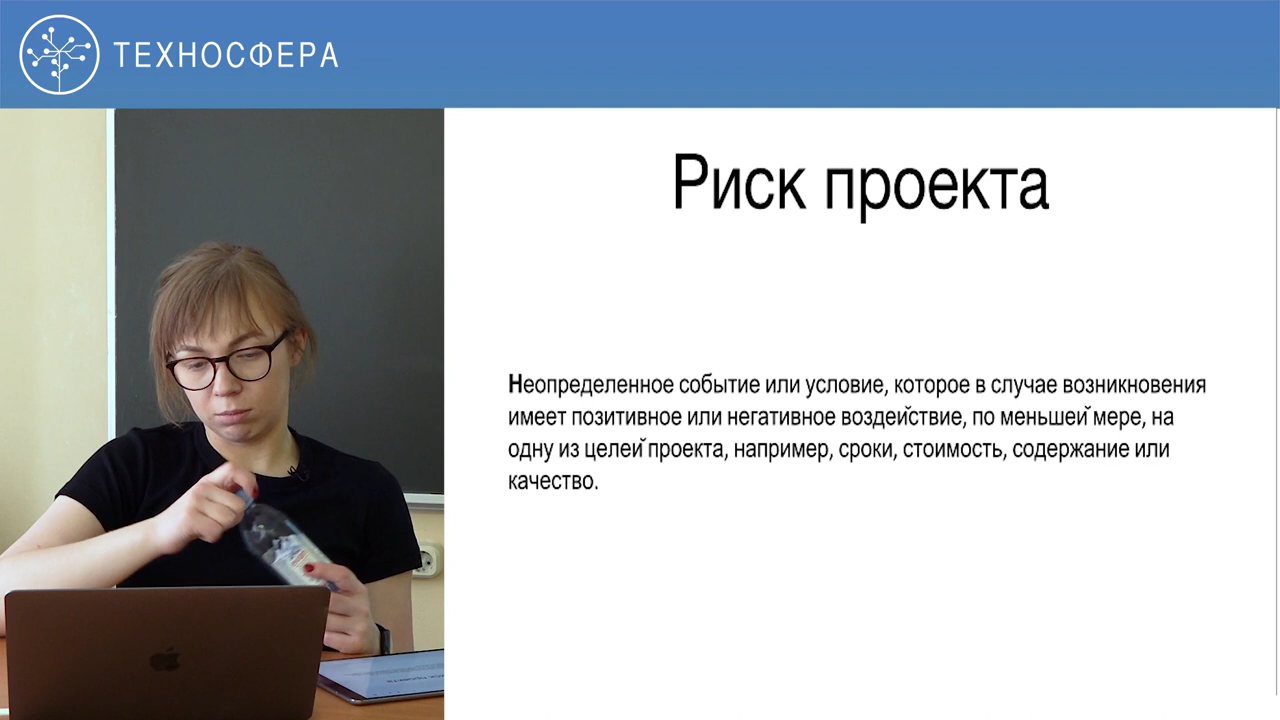 ТЕХНОСФЕРА
Риск проекта
Неопределенное событие или условие, которое в случае возникновения
имеет позитивное или негативное воздействие, по меньшей мере, на
одну из целей проекта, например, сроки, стоимость, содержание или
качество.